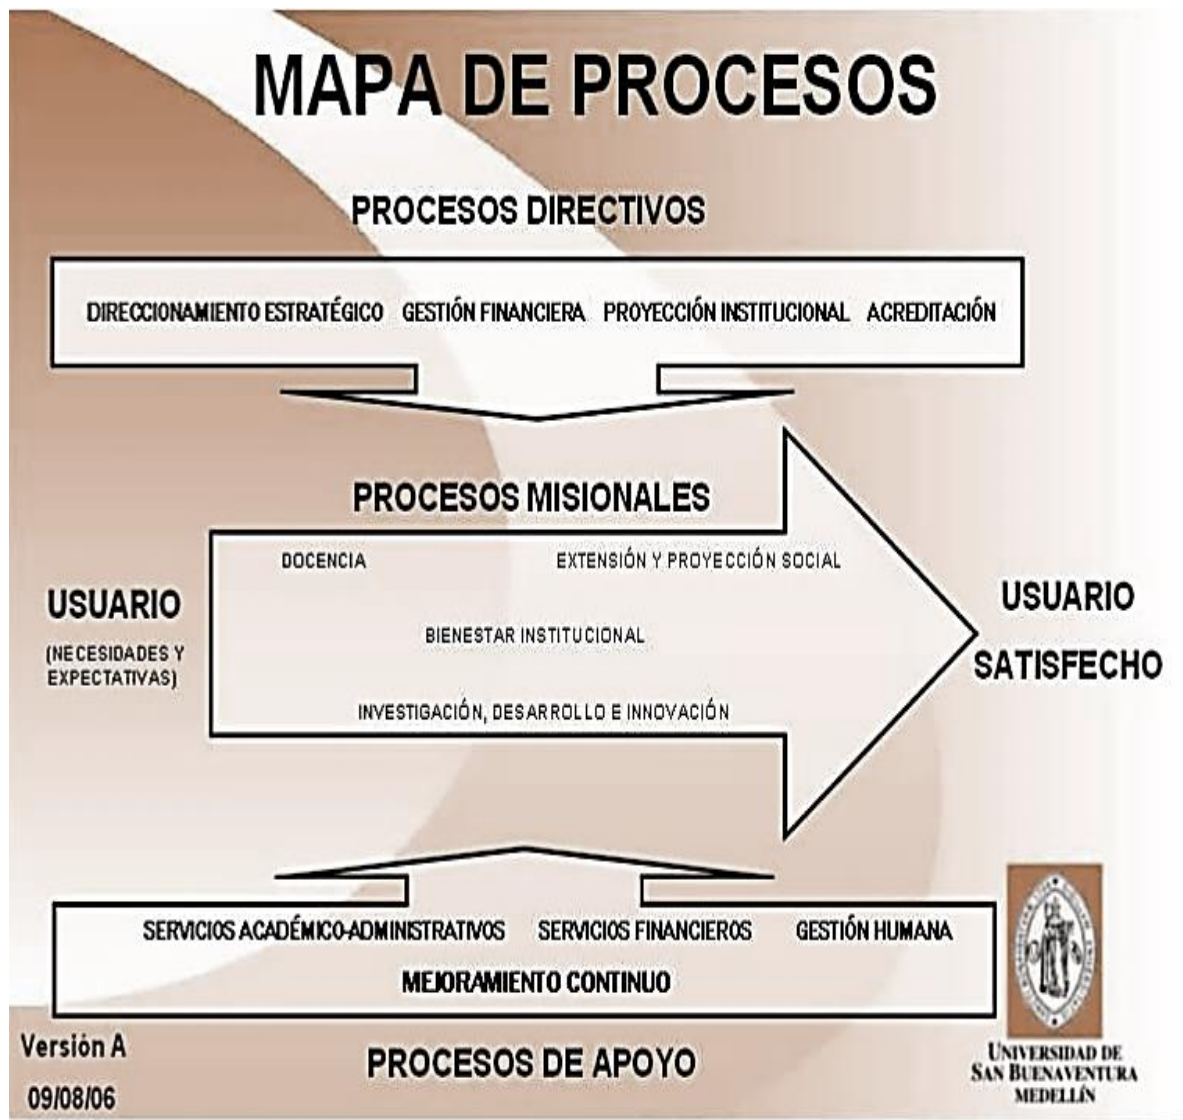 MAPA DE PROCESOS
PROCESOS DIRECTIVOS
DIRECCIONAMIENTO ESTRATÉGICO GESTIÓN FINANCIERA PROYECCIÓN INSTITUCIONAL ACREDITACIÓN
PROCESOS MISIONALES
DOCENCIA EXTENSIÓN Y PROYECCIÓN SOCIAL
BIENESTAR INSTITUCIONAL
INVESTIGACIÓN, DESARROLLO E INNOVACIÓN
USUARIO
(NECESIDADES Y
EXPECTATIVAS)
USUARIO
SATISFECHO
SERVICIOS ACADÉMICO-ADMINISTRATIVOS SERVICIOS FINANCIEROS GESTIÓN HUMANA
MEJORAMIENTO CONTINUO
PROCESOS DE APOYO
Versión A
09/08/06
UNIVERSIDAD DE
SAN BUENAVENTURA
MEDELLÍN